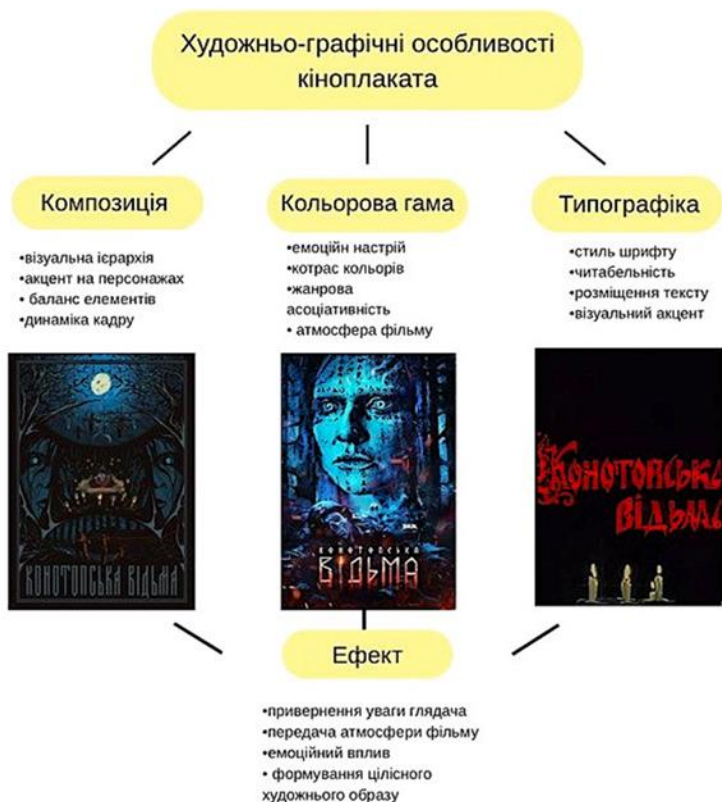 Художньо-графічні особливості
кіноплаката
Композиція
•візуальна ієрархія
•акцент на персонажах
• баланс елементів
•динаміка кадру
КОНОТОПСЬКА ВІДЬМА
Кольорова гама
•емоційн настрій
•котрас кольорів
•жанрова
асоціативність
• атмосфера фільму
КОНОТОПСЬКА
ВІДЬМА
Типографіка
•стиль шрифту
•читабельність
•розміщення тексту
•візуальний акцент
Конотопська
відьма
Ефект
•привернення уваги глядача
•передача атмосфери фільму
•емоційний вплив
• формування цілісного
художнього образу